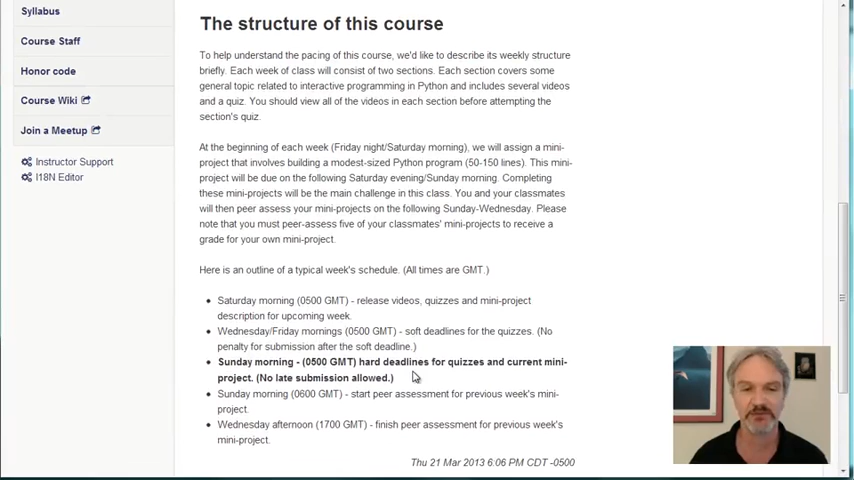 Syllabus
Course Staff
Honor code
Course Wiki
Join a Meetup
Instructor Support
I18N Editor
The structure of this course
To help understand the pacing of this course, we'd like to describe its weekly structure
briefly. Each week of class will consist of two sections. Each section covers some
general topic related to interactive programming in Python and includes several videos
and a quiz. You should view all of the videos in each section before attempting the
section's quiz.
At the beginning of each week (Friday night/Saturday morning), we will assign a mini-
project that involves building a modest-sized Python program (50-150 lines). This mini-
project will be due on the following Saturday evening/Sunday morning. Completing
these mini-projects will be the main challenge in this class. You and your classmates
will then peer assess your mini-projects on the following Sunday-Wednesday. Please
note that you must peer-assess five of your classmates' mini-projects to receive a
grade for your own mini-project.
Here is an outline of a typical week's schedule. (All times are GMT.)
Saturday morning (0500 GMT) - release videos, quizzes and mini-project
description for upcoming week.
Wednesday/Friday mornings (0500 GMT) - soft deadlines for the quizzes. (No
penalty for submission after the soft deadline.)
Sunday morning - (0500 GMT) hard deadlines for quizzes and current mini-
project. (No late submission allowed.)
Sunday morning (0600 GMT) - start peer assessment for previous week's mini-
project.
Wednesday afternoon (1700 GMT) - finish peer assessment for previous week's
mini-project.
Thu 21 Mar 2013 6:06 PM CDT -0500